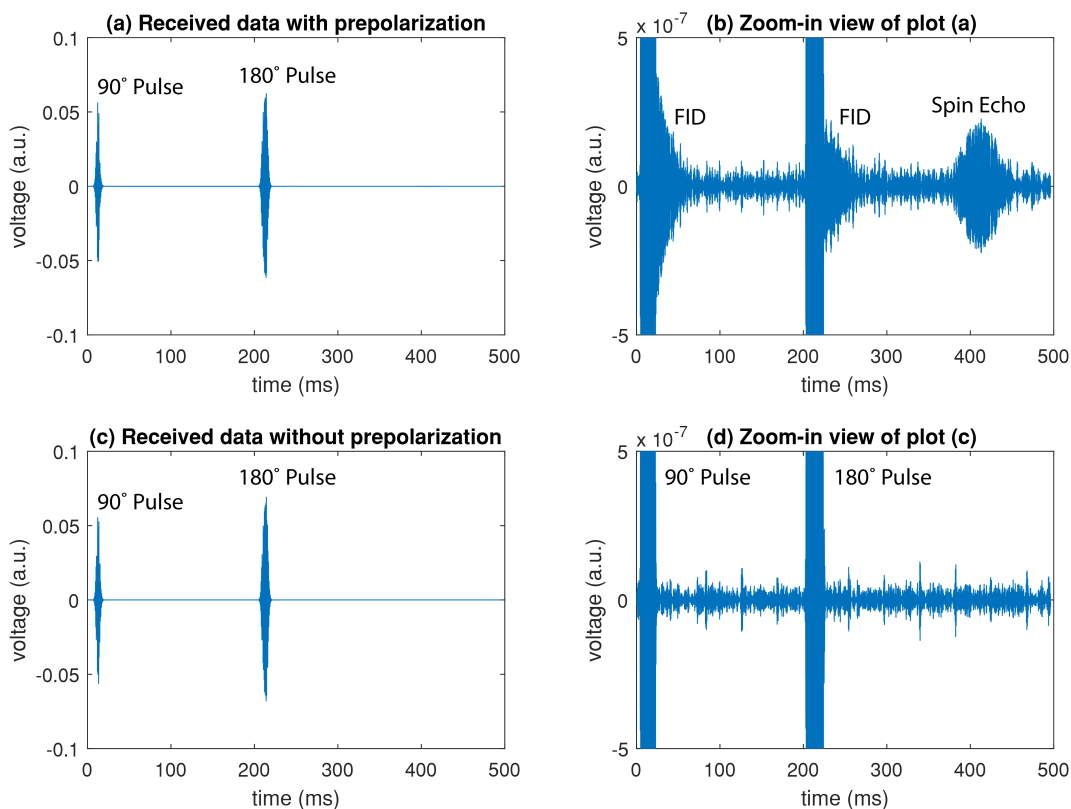 (a) Received data with prepolarization
0.1
0.05
0
-0.05
-0.1
voltage (a.u.)
90° Pulse
180° Pulse
0 100 200 300 400 500
time (ms)
(b) Zoom-in view of plot (a)
× 10⁻⁷
5
0
-5
voltage (a.u.)
FID
FID
Spin Echo
0 100 200 300 400 500
time (ms)
(c) Received data without prepolarization
0.1
0.05
0
-0.05
-0.1
voltage (a.u.)
90° Pulse
180° Pulse
0 100 200 300 400 500
time (ms)
(d) Zoom-in view of plot (c)
× 10⁻⁷
5
0
-5
voltage (a.u.)
90° Pulse
180° Pulse
0 100 200 300 400 500
time (ms)